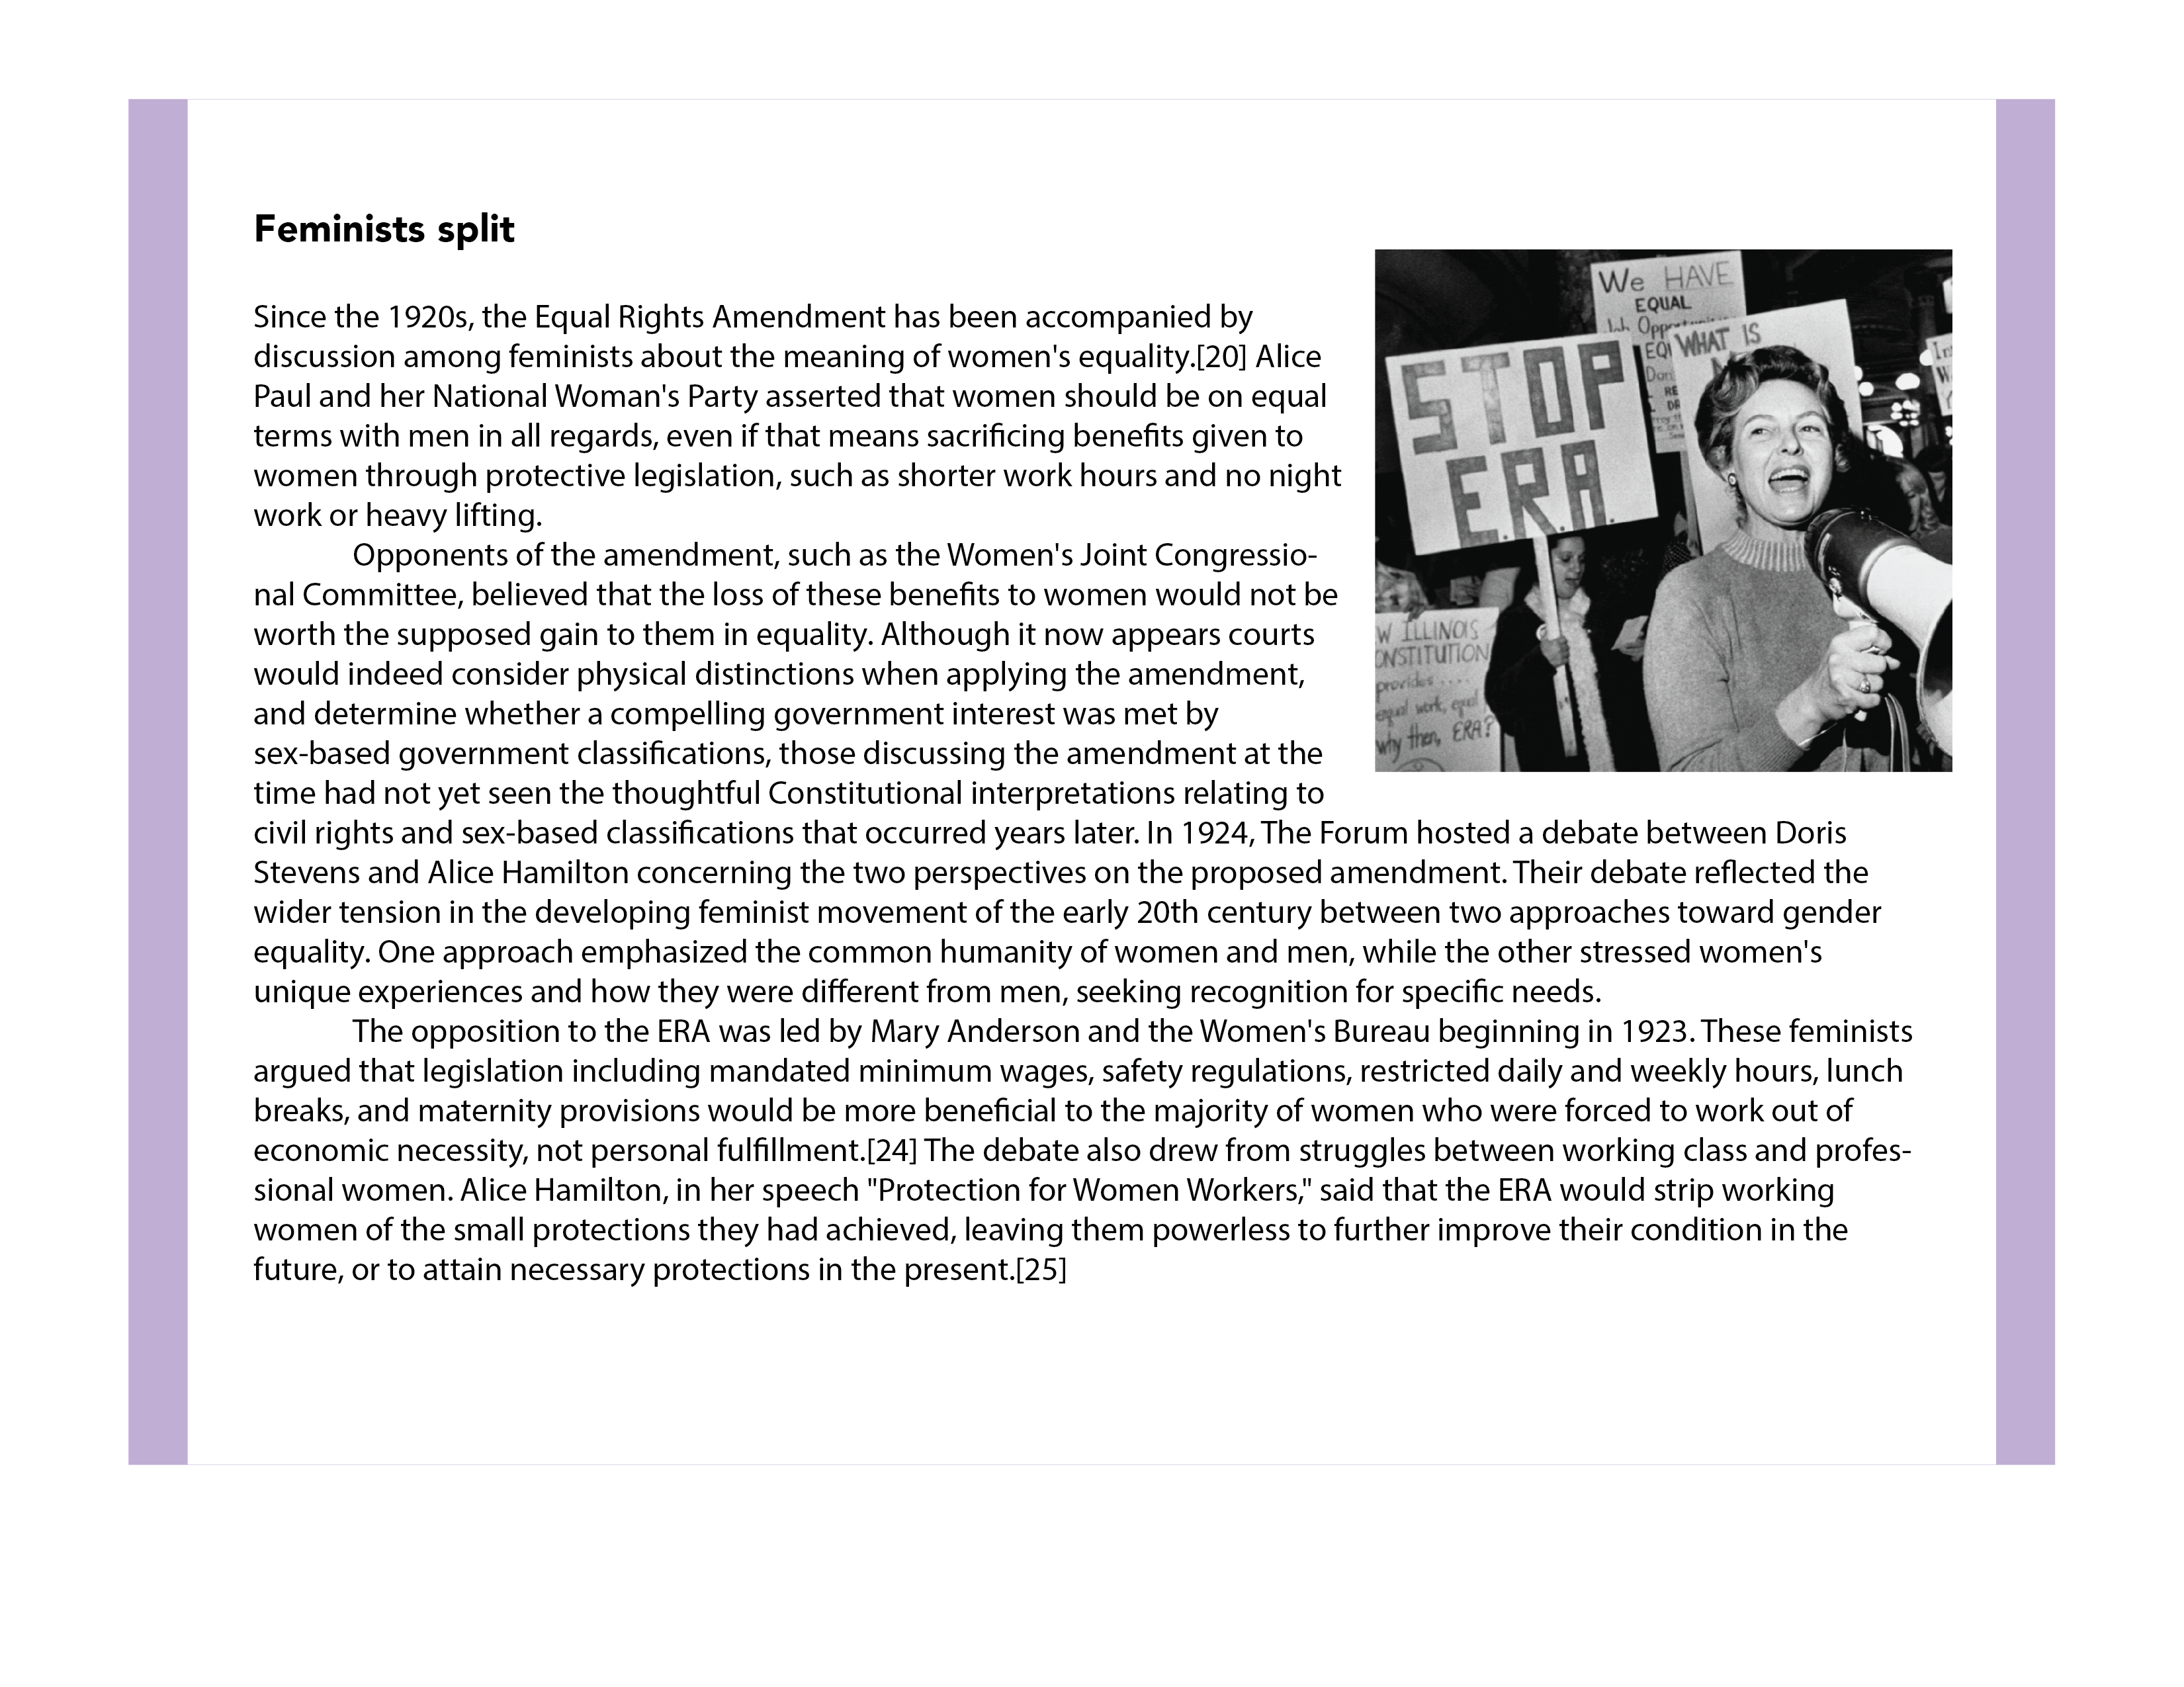 Feminists split
Since the 1920s, the Equal Rights Amendment has been accompanied by
discussion among feminists about the meaning of women's equality.[20] Alice
Paul and her National Woman's Party asserted that women should be on equal
terms with men in all regards, even if that means sacrificing benefits given to
women through protective legislation, such as shorter work hours and no night
work or heavy lifting.
Opponents of the amendment, such as the Women's Joint Congressio-
nal Committee, believed that the loss of these benefits to women would not be
worth the supposed gain to them in equality. Although it now appears courts
would indeed consider physical distinctions when applying the amendment,
and determine whether a compelling government interest was met by
sex-based government classifications, those discussing the amendment at the
time had not yet seen the thoughtful Constitutional interpretations relating to
civil rights and sex-based classifications that occurred years later. In 1924, The Forum hosted a debate between Doris
Stevens and Alice Hamilton concerning the two perspectives on the proposed amendment. Their debate reflected the
wider tension in the developing feminist movement of the early 20th century between two approaches toward gender
equality. One approach emphasized the common humanity of women and men, while the other stressed women's
unique experiences and how they were different from men, seeking recognition for specific needs.
The opposition to the ERA was led by Mary Anderson and the Women's Bureau beginning in 1923. These feminists
argued that legislation including mandated minimum wages, safety regulations, restricted daily and weekly hours, lunch
breaks, and maternity provisions would be more beneficial to the majority of women who were forced to work out of
economic necessity, not personal fulfillment.[24] The debate also drew from struggles between working class and profes-
sional women. Alice Hamilton, in her speech "Protection for Women Workers," said that the ERA would strip working
women of the small protections they had achieved, leaving them powerless to further improve their condition in the
future, or to attain necessary protections in the present.[25]
We HAVE
EQUAL
Job
WHAT IS
STOP
E.R.A.
W ILLINOIS
ONSTITUTION
provides ....
equal work, equal
why then, ERA?